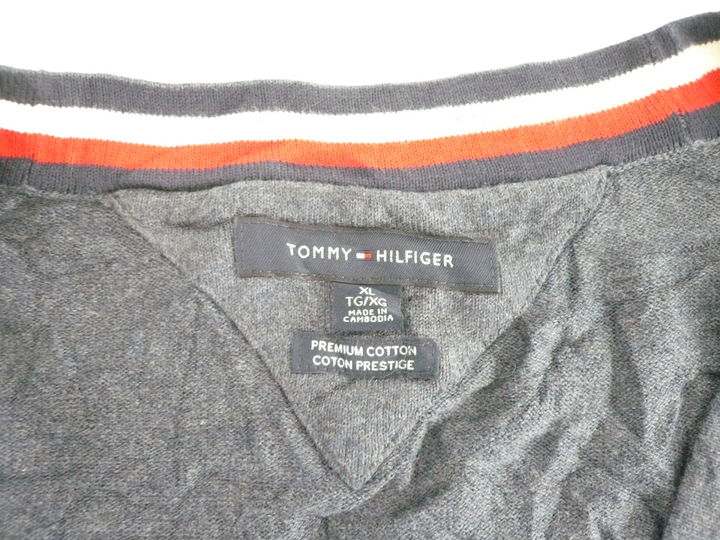 TOMMY HILFIGER
XL
TG/XG
MADE IN
CAMBODIA
PREMIUM COTTON
COTON PRESTIGE